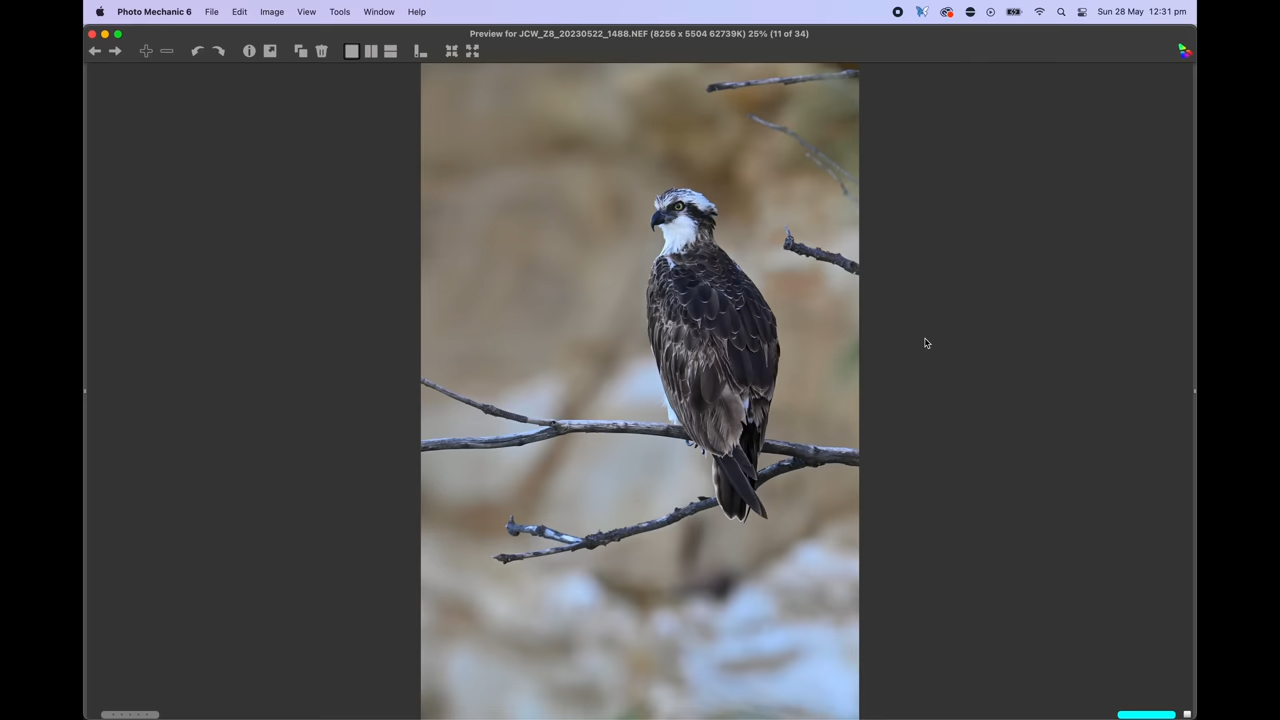 Photo Mechanic 6 File Edit Image View Tools Window Help Sun 28 May 12:31 pm
Preview for JCW_Z8_20230522_1488.NEF (8256 x 5504 62739K) 25% (11 of 34)